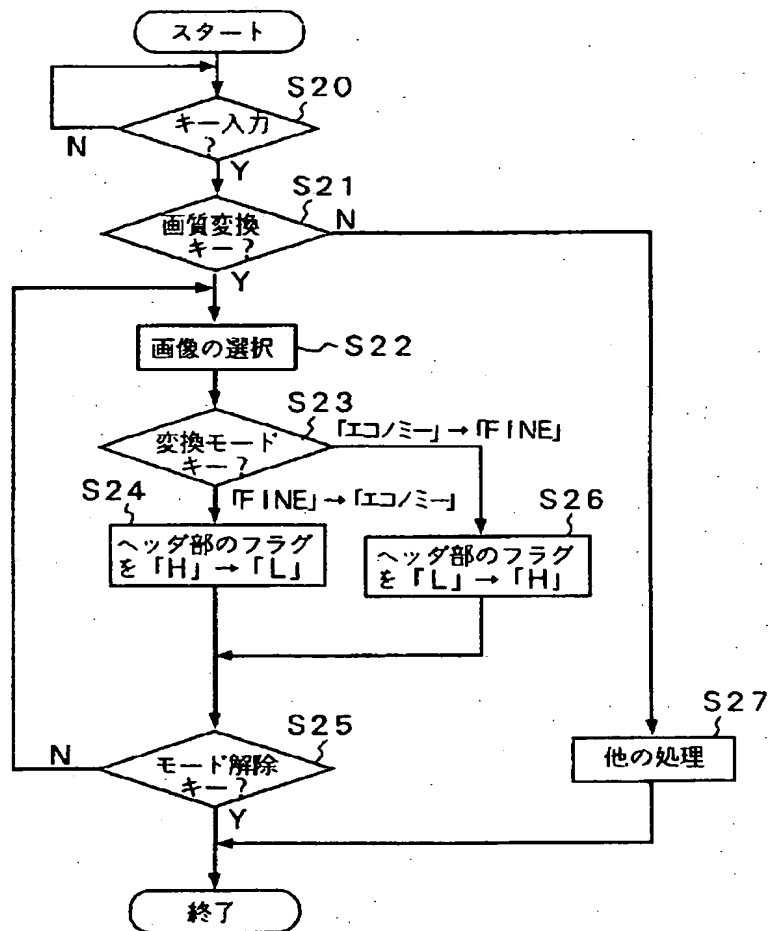 スタート
S20
キー入力
?
N
Y
S21
画質変換
キー?
N
Y
画像の選択
S22
S23
変換モード
キー?
「エコノミー」→「FINE」
S24
「FINE」→「エコノミー」
S26
ヘッダ部のフラグ
を「H」→「L」
ヘッダ部のフラグ
を「L」→「H」
S25
モード解除
キー?
N
Y
S27
他の処理
終了